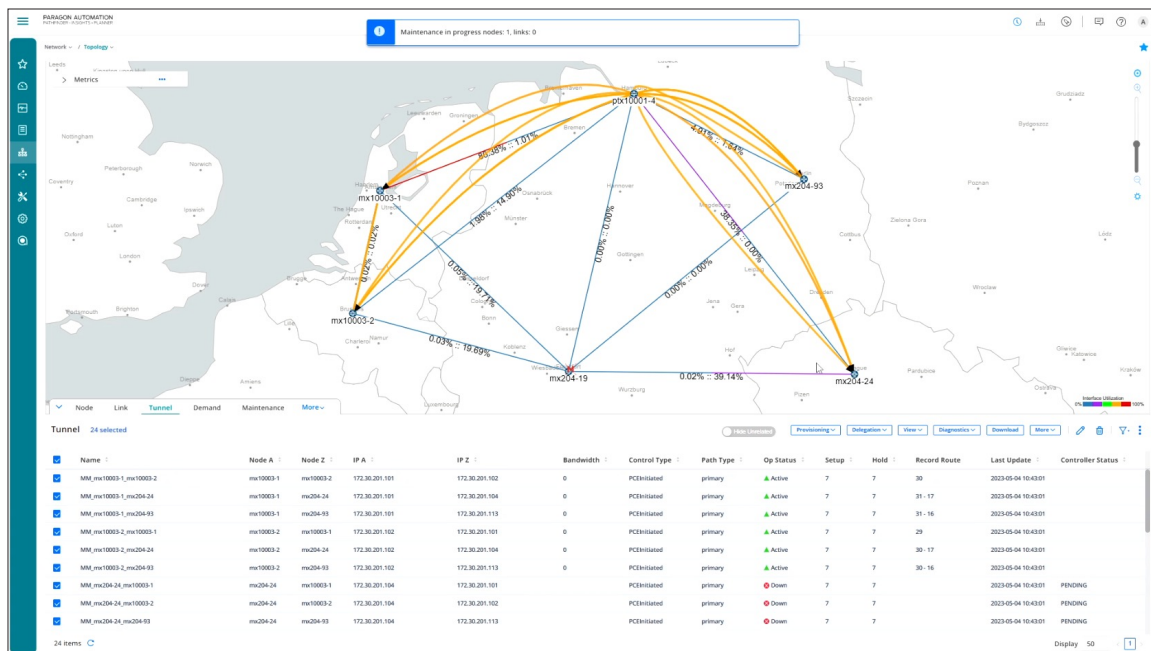 PARAGON AUTOMATION
PATHFINDER • INSIGHTS • PLANNER
Maintenance in progress nodes: 1, links: 0
A
Network / Topology
Metrics
Leeds
Nottingham
Norwich
Peterborough
Coventry
Cambridge
Ipswich
Luten
Oxford
London
Dover
Calais
Portsmouth
Brighton
Lille
Dieppe
Amiens
Brugge
Charleroi
Namur
Luxembourg
Leeuwarden
Groningen
Bremen
The Hague
Utrecht
Rotterdam
Osnabrück
Münster
Hannover
Magdeburg
Gottingen
Cologne
Bonn
Koblenz
Giessen
Wurzburg
Jena
Gera
Hof
Leipzig
Dresden
Cottbus
Plzen
Pardubice
Szczecin
Zielona Gora
Poznan
Bydgoszcz
Grudziadz
Lódz
Wroclaw
Gliwice
Katowice
Kraków
Ostrava
ptx10001-4
mx204-93
mx10003-1
mx10003-2
mx204-19
mx204-24
80.38% :: 1.01%
4.01% :: 1.64%
1.98% :: 14.90%
0.00% :: 0.00%
38.35% :: 0.00%
0.02% :: 0.02%
0.05% :: 19.71%
0.00% :: 0.00%
0.03% :: 19.69%
0.02% :: 39.14%
Interface Utilization
0% 100%
Node Link Tunnel Demand Maintenance More
Tunnel 24 selected
Hide Unrelated Provisioning Delegation View Diagnostics Download More
Name Node A Node Z IP A IP Z Bandwidth Control Type Path Type Op Status Setup Hold Record Route Last Update Controller Status
MM_mx10003-1_mx10003-2 mx10003-1 mx10003-2 172.30.201.101 172.30.201.102 0 PCEInitiated primary Active 7 7 30 2023-05-04 10:43:01
MM_mx10003-1_mx204-24 mx10003-1 mx204-24 172.30.201.101 172.30.201.104 0 PCEInitiated primary Active 7 7 31 - 17 2023-05-04 10:43:01
MM_mx10003-1_mx204-93 mx10003-1 mx204-93 172.30.201.101 172.30.201.113 0 PCEInitiated primary Active 7 7 31 - 16 2023-05-04 10:43:01
MM_mx10003-2_mx10003-1 mx10003-2 mx10003-1 172.30.201.102 172.30.201.101 0 PCEInitiated primary Active 7 7 29 2023-05-04 10:43:01
MM_mx10003-2_mx204-24 mx10003-2 mx204-24 172.30.201.102 172.30.201.104 0 PCEInitiated primary Active 7 7 30 - 17 2023-05-04 10:43:01
MM_mx10003-2_mx204-93 mx10003-2 mx204-93 172.30.201.102 172.30.201.113 0 PCEInitiated primary Active 7 7 30 - 16 2023-05-04 10:43:01
MM_mx204-24_mx10003-1 mx204-24 mx10003-1 172.30.201.104 172.30.201.101 PCEInitiated primary Down 7 7 2023-05-04 10:43:01 PENDING
MM_mx204-24_mx10003-2 mx204-24 mx10003-2 172.30.201.104 172.30.201.102 PCEInitiated primary Down 7 7 2023-05-04 10:43:01 PENDING
MM_mx204-24_mx204-93 mx204-24 mx204-93 172.30.201.104 172.30.201.113 PCEInitiated primary Down 7 7 2023-05-04 10:43:01 PENDING
24 items
Display 50 1